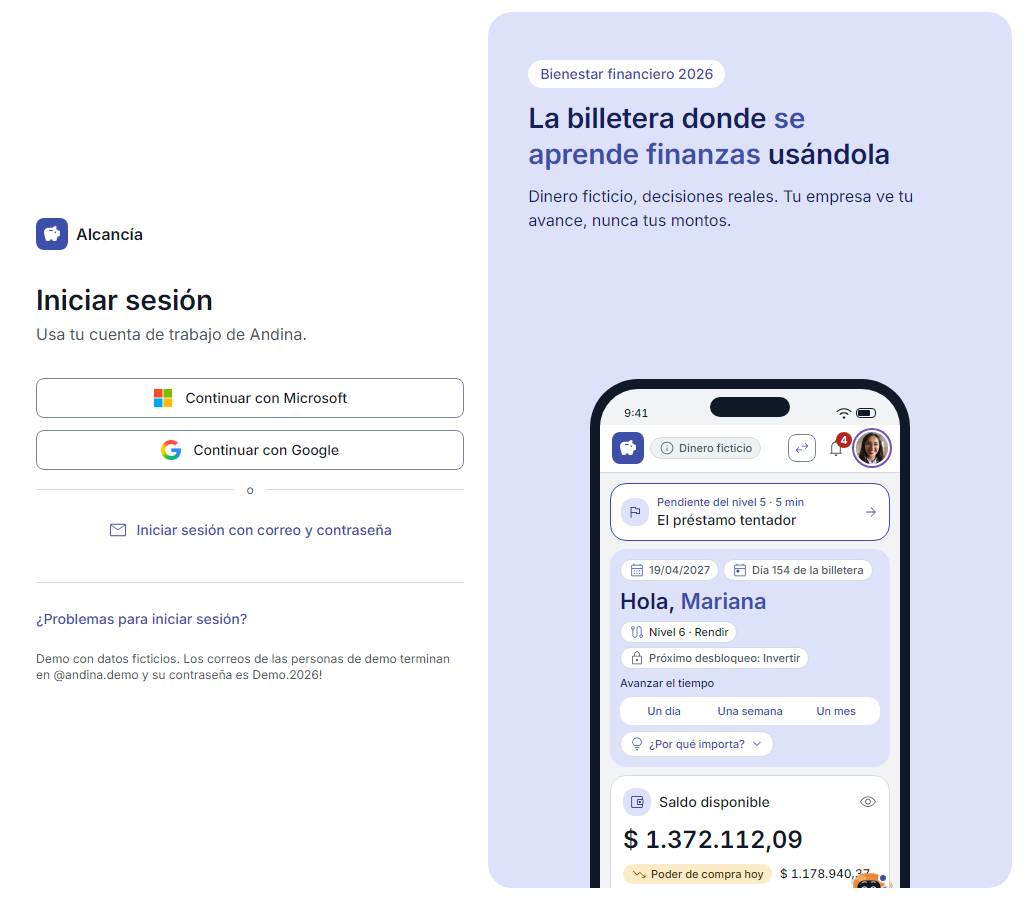 Alcancía
Iniciar sesión
Usa tu cuenta de trabajo de Andina.
Continuar con Microsoft
Continuar con Google
o
Iniciar sesión con correo y contraseña
¿Problemas para iniciar sesión?
Demo con datos ficticios. Los correos de las personas de demo terminan
en @andina.demo y su contraseña es Demo.2026!
Bienestar financiero 2026
La billetera donde se
aprende finanzas usándola
Dinero ficticio, decisiones reales. Tu empresa ve tu
avance, nunca tus montos.
9:41
Dinero ficticio
4
Pendiente del nivel 5 · 5 min
El préstamo tentador
19/04/2027
Día 154 de la billetera
Hola, Mariana
Nivel 6 · Rendir
Próximo desbloqueo: Invertir
Avanzar el tiempo
Un día
Una semana
Un mes
¿Por qué importa?
Saldo disponible
$ 1.372.112,09
Poder de compra hoy
$ 1.178.940,37